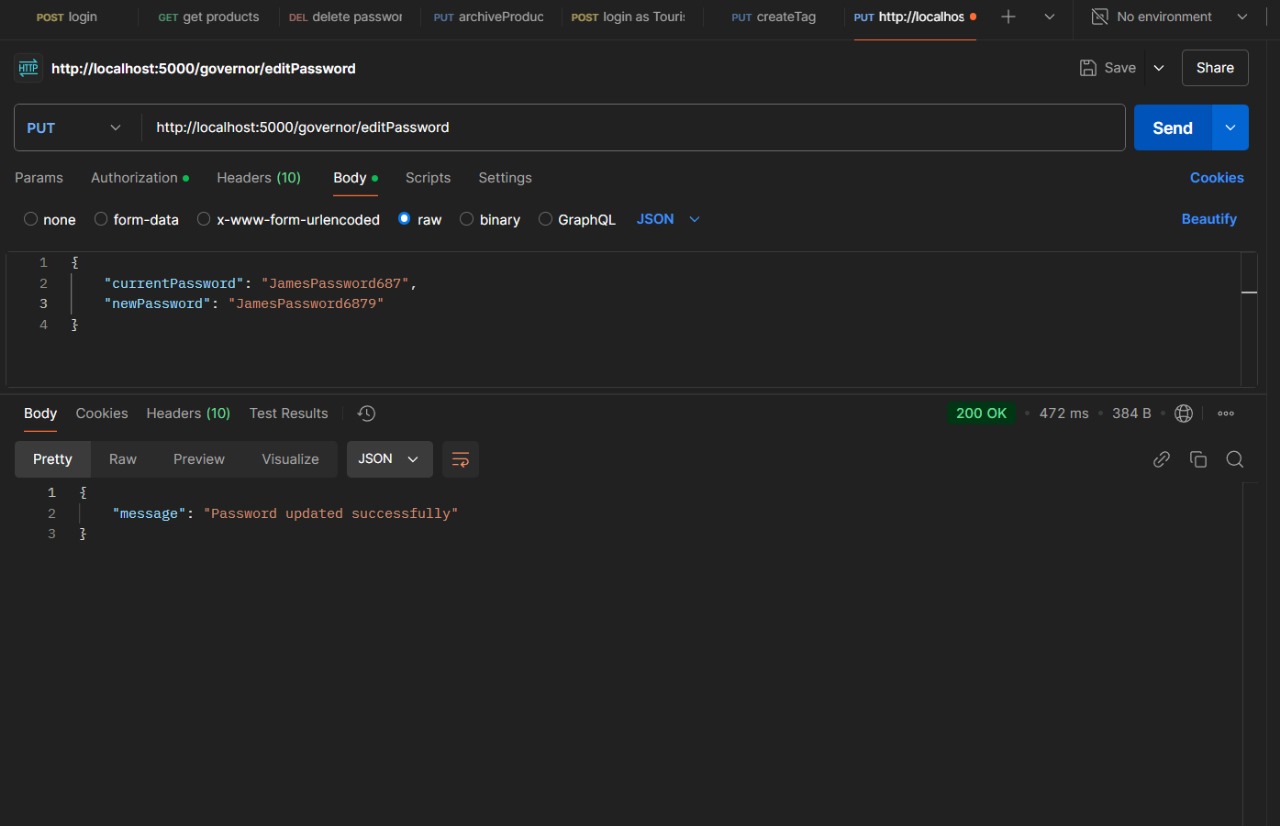 POST login GET get products DEL delete passwor PUT archiveProduc POST login as Touri PUT createTag PUT http://localhos No environment
HTTP http://localhost:5000/governor/editPassword Save Share
PUT http://localhost:5000/governor/editPassword Send
Params Authorization Headers (10) Body Scripts Settings Cookies
none form-data x-www-form-urlencoded raw binary GraphQL JSON Beautify
1 {
2 "currentPassword": "JamesPassword687",
3 "newPassword": "JamesPassword6879"
4 }
Body Cookies Headers (10) Test Results 200 OK • 472 ms • 384 B •
Pretty Raw Preview Visualize JSON
1 {
2 "message": "Password updated successfully"
3 }